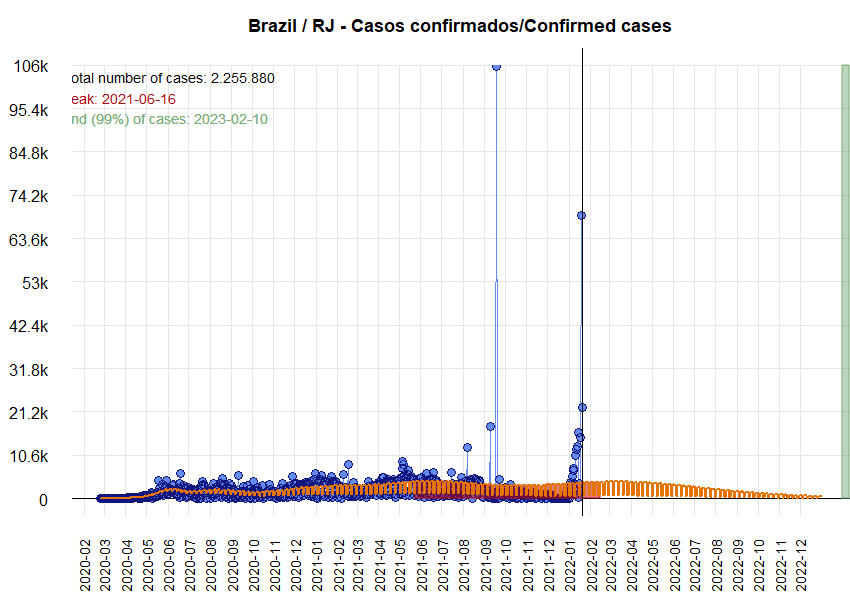 Brazil / RJ - Casos confirmados/Confirmed cases
106k
95.4k
84.8k
74.2k
63.6k
53k
42.4k
31.8k
21.2k
10.6k
0
otal number of cases: 2.255.880
eak: 2021-06-16
nd (99%) of cases: 2023-02-10
2020-02
2020-03
2020-04
2020-05
2020-06
2020-07
2020-08
2020-09
2020-10
2020-11
2020-12
2021-01
2021-02
2021-03
2021-04
2021-05
2021-06
2021-07
2021-08
2021-09
2021-10
2021-11
2021-12
2022-01
2022-02
2022-03
2022-04
2022-05
2022-06
2022-07
2022-08
2022-09
2022-10
2022-11
2022-12